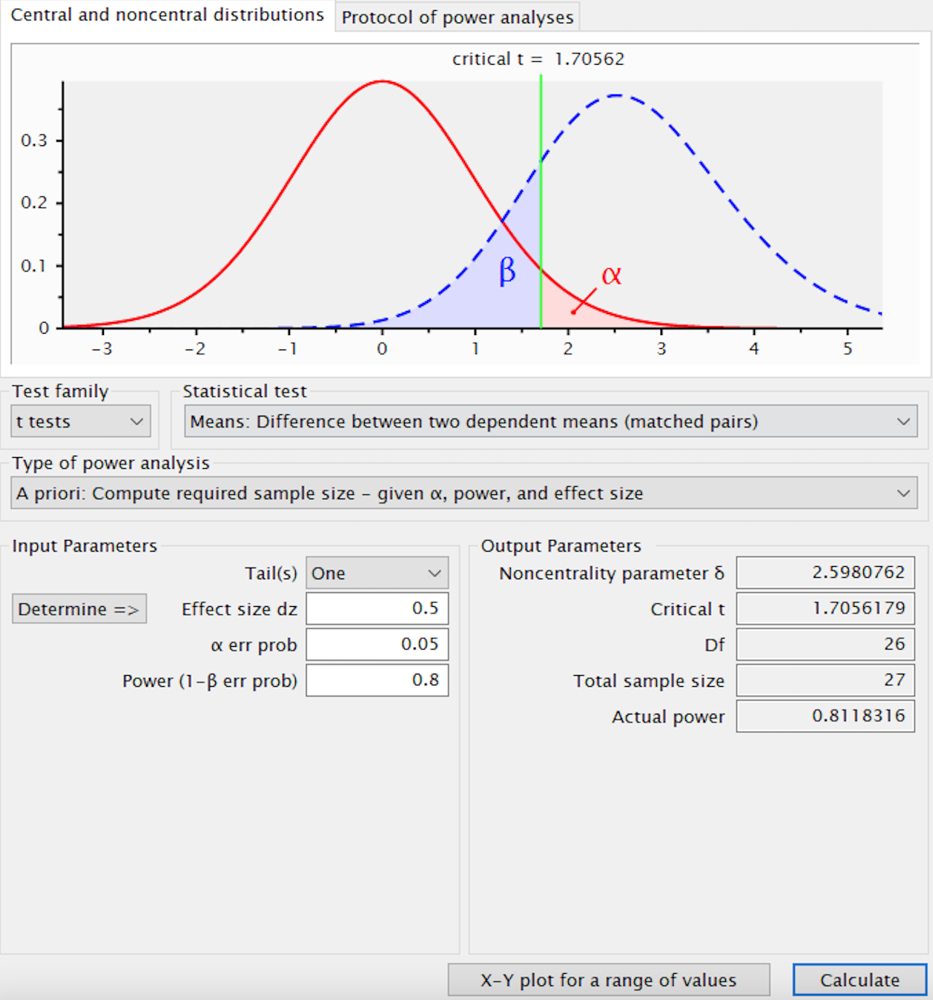 Central and noncentral distributions
Protocol of power analyses
critical t = 1.70562
0.3
0.2
0.1
0
β
α
-3 -2 -1 0 1 2 3 4 5
Test family
Statistical test
t tests
Means: Difference between two dependent means (matched pairs)
Type of power analysis
A priori: Compute required sample size – given α, power, and effect size
Input Parameters
Tail(s) One
Determine => Effect size dz 0.5
α err prob 0.05
Power (1-β err prob) 0.8
Output Parameters
Noncentrality parameter δ 2.5980762
Critical t 1.7056179
Df 26
Total sample size 27
Actual power 0.8118316
X-Y plot for a range of values
Calculate